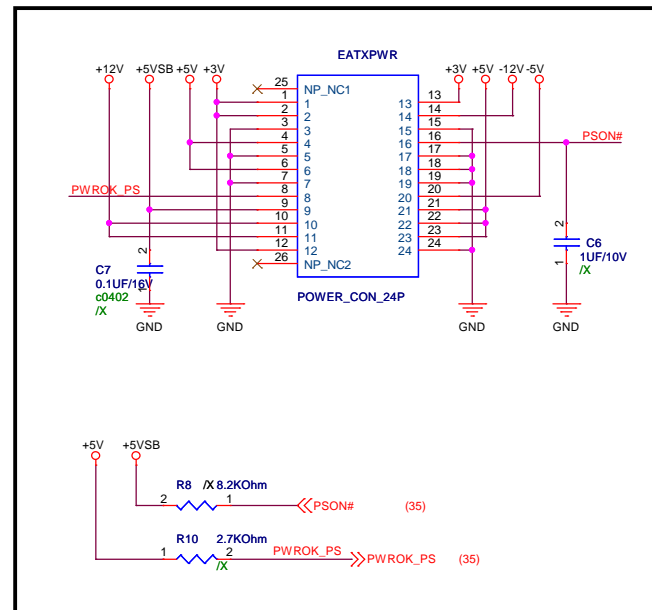 EATXPWR
+12V +5VSB +5V +3V +3V +5V -12V -5V
25 NP_NC1
1 1 13 13
2 2 14 14
3 3 15 15
4 4 16 16 PSON#
5 5 17 17
6 6 18 18
7 7 19 19
PWROK_PS 8 8 20 20
9 9 21 21
10 10 22 22
11 11 23 23
12 12 24 24
26 NP_NC2
POWER_CON_24P
2
C7
0.1UF/16V
1
c0402
/X
GND GND GND GND
2
C6
1UF/10V
1
/X
+5V +5VSB
R8 /X 8.2KOhm
2 1 PSON# (35)
R10 2.7KOhm
1 2 PWROK_PS PWROK_PS (35)
/X